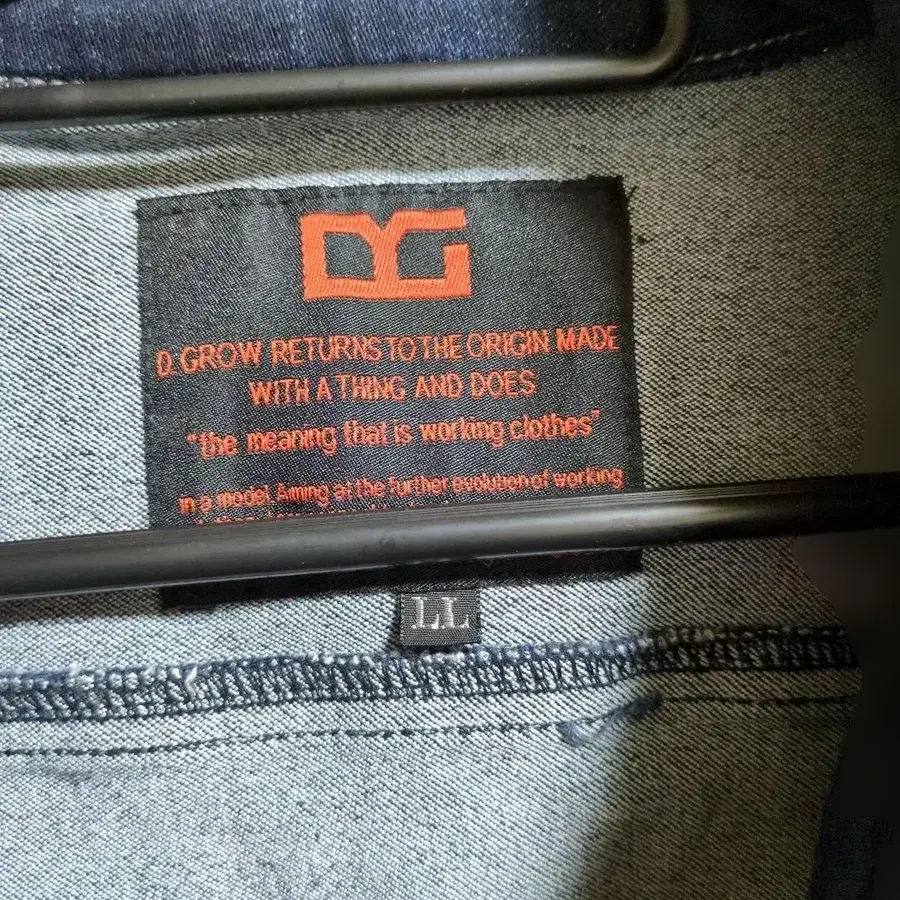 DG
D. GROW RETURNS TO THE ORIGIN MADE
WITH A THING AND DOES
"the meaning that is working clothes"
in a model. Aiming at the further evolution of working
LL